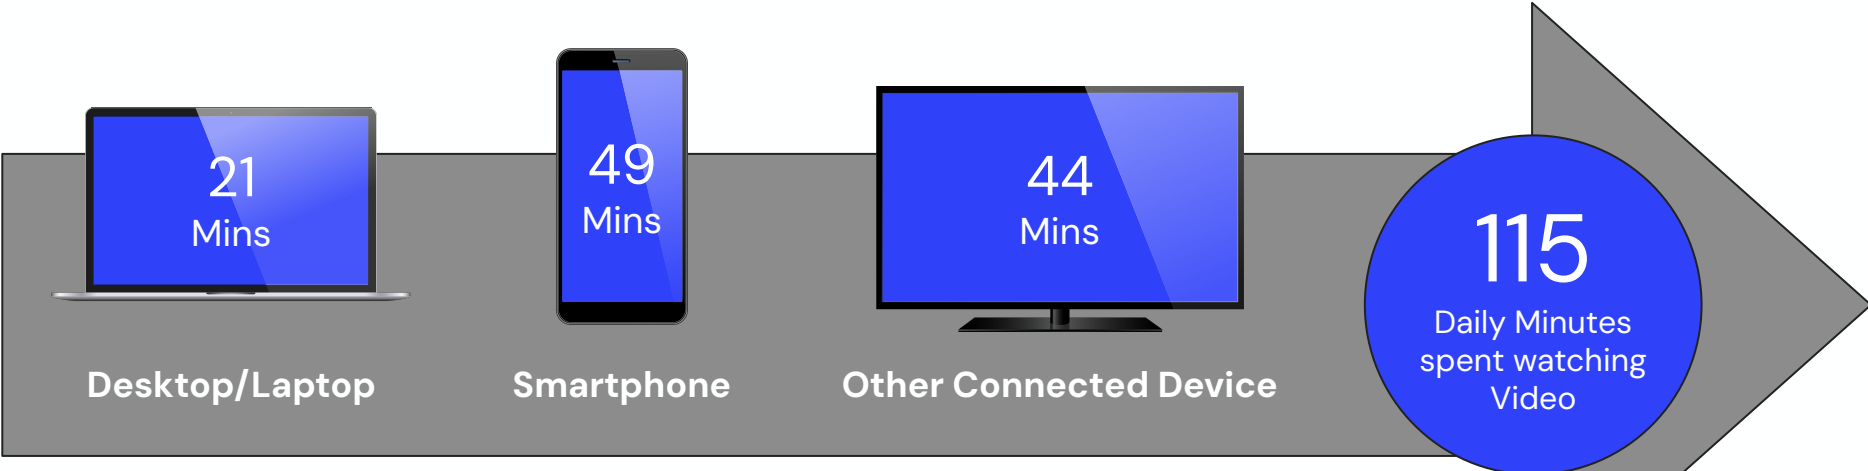 21
Mins
Desktop/Laptop
49
Mins
Smartphone
44
Mins
Other Connected Device
115
Daily Minutes
spent watching
Video